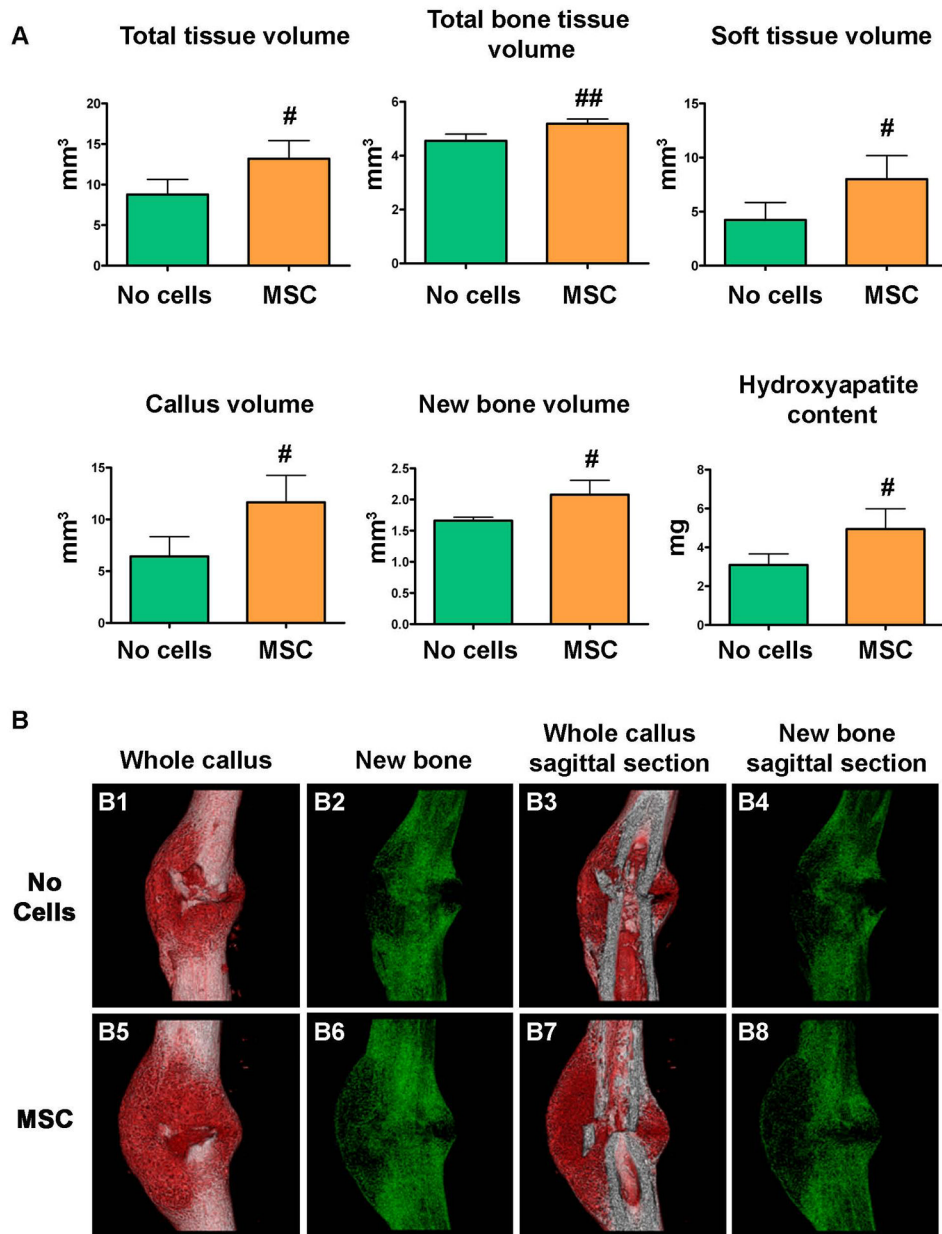 A
Total tissue volume
Total bone tissue
volume
Soft tissue volume
#
##
#
mm³
20
15
10
5
0
mm³
6
4
2
0
mm³
15
10
5
0
No cells
MSC
No cells
MSC
No cells
MSC
Callus volume
New bone volume
Hydroxyapatite
content
#
#
#
mm³
15
10
5
0
mm³
2.5
2.0
1.5
1.0
0.5
0.0
mg
8
6
4
2
0
No cells
MSC
No cells
MSC
No cells
MSC
B
Whole callus
New bone
Whole callus
sagittal section
New bone
sagittal section
No
Cells
B1
B2
B3
B4
MSC
B5
B6
B7
B8